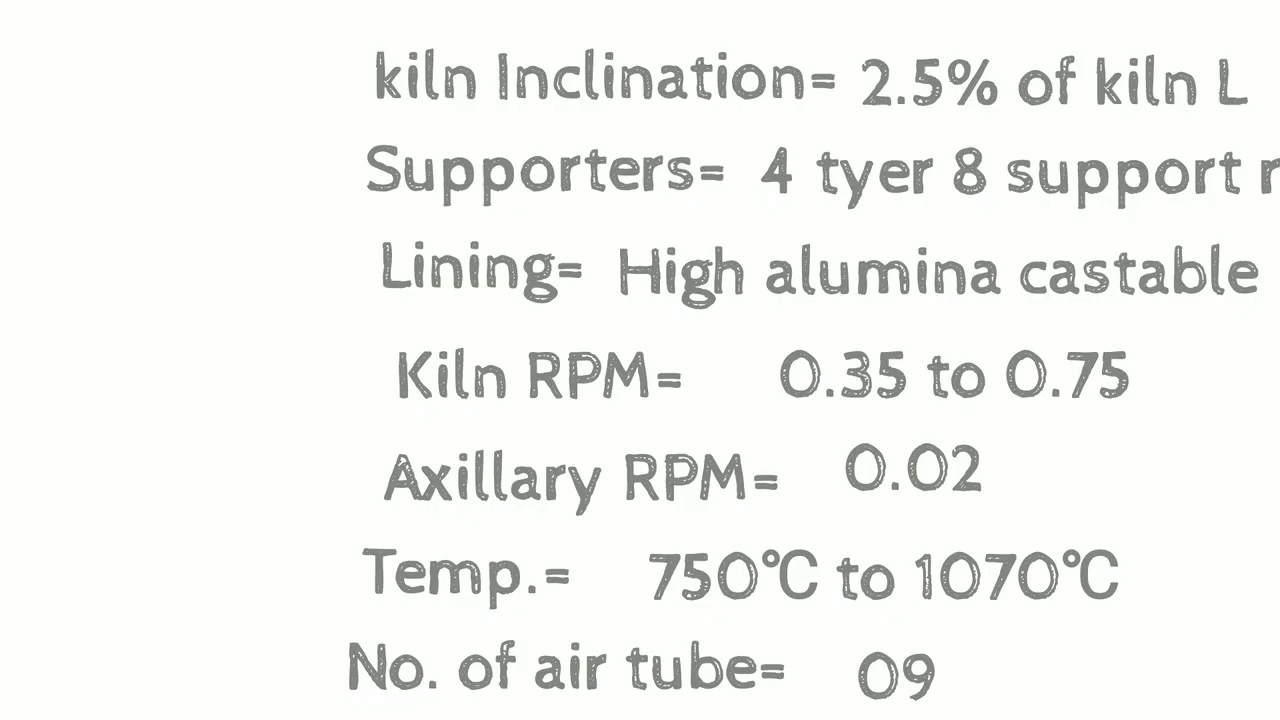 kiln Inclination= 2.5% of kiln L
Supporters= 4 tyer 8 support r
Lining= High alumina castable
Kiln RPM= 0.35 to 0.75
Axillary RPM= 0.02
Temp.= 750℃ to 1070℃
No. of air tube= 09